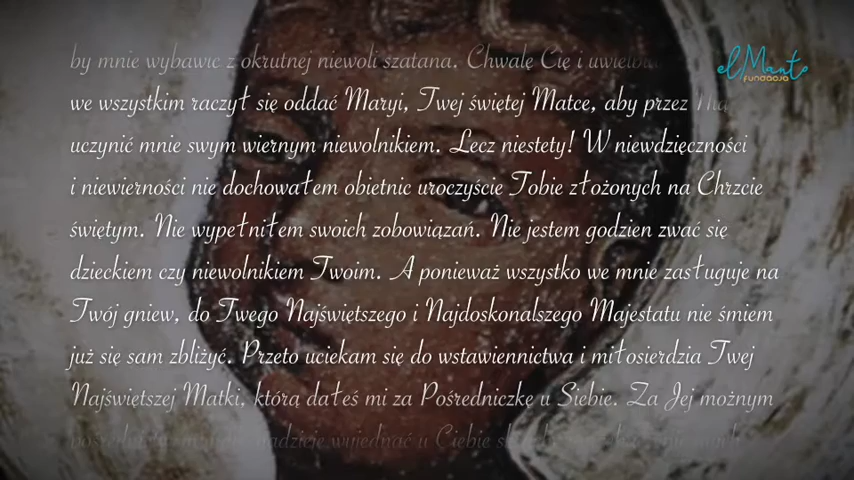 by mnie wybawić z okrutnej niewoli szatana. Chwalę Cię i
el Manto
FUNDACJA
we wszystkim raczył się oddać Maryi, Twej świętej Matce, aby przez
uczynić mnie swym wiernym niewolnikiem. Lecz niestety! W niewdzięczności
i niewierności nie dochowałem obietnic uroczyście Tobie złożonych na Chrzcie
świętym. Nie wypełniłem swoich zobowiązań. Nie jestem godzien zwać się
dzieckiem czy niewolnikiem Twoim. A ponieważ wszystko we mnie zasługuje na
Twój gniew, do Twego Najświętszego i Najdoskonalszego Majestatu nie śmiem
już się sam zbliżyć. Przeto uciekam się do wstawiennictwa i miłosierdzia Twej
Najświętszej Matki, którą dałeś mi za Pośredniczkę u Siebie. Za Jej możnym
wyjednać u Ciebie